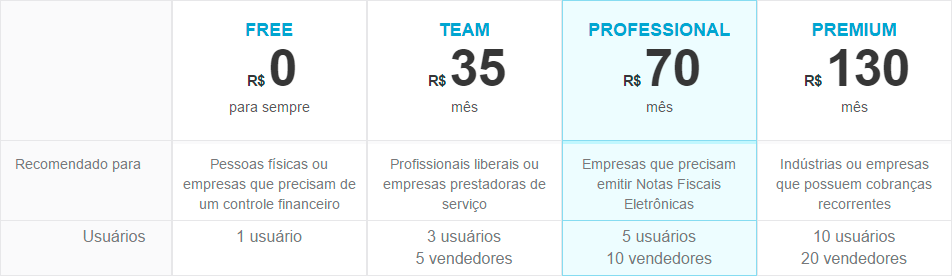 FREE
R$ 0
para sempre
TEAM
R$ 35
mês
PROFESSIONAL
R$ 70
mês
PREMIUM
R$ 130
mês
Recomendado para
Pessoas físicas ou
empresas que precisam de
um controle financeiro
Profissionais liberais ou
empresas prestadoras de
serviço
Empresas que precisam
emitir Notas Fiscais
Eletrônicas
Indústrias ou empresas
que possuem cobranças
recorrentes
Usuários
1 usuário
3 usuários
5 vendedores
5 usuários
10 vendedores
10 usuários
20 vendedores